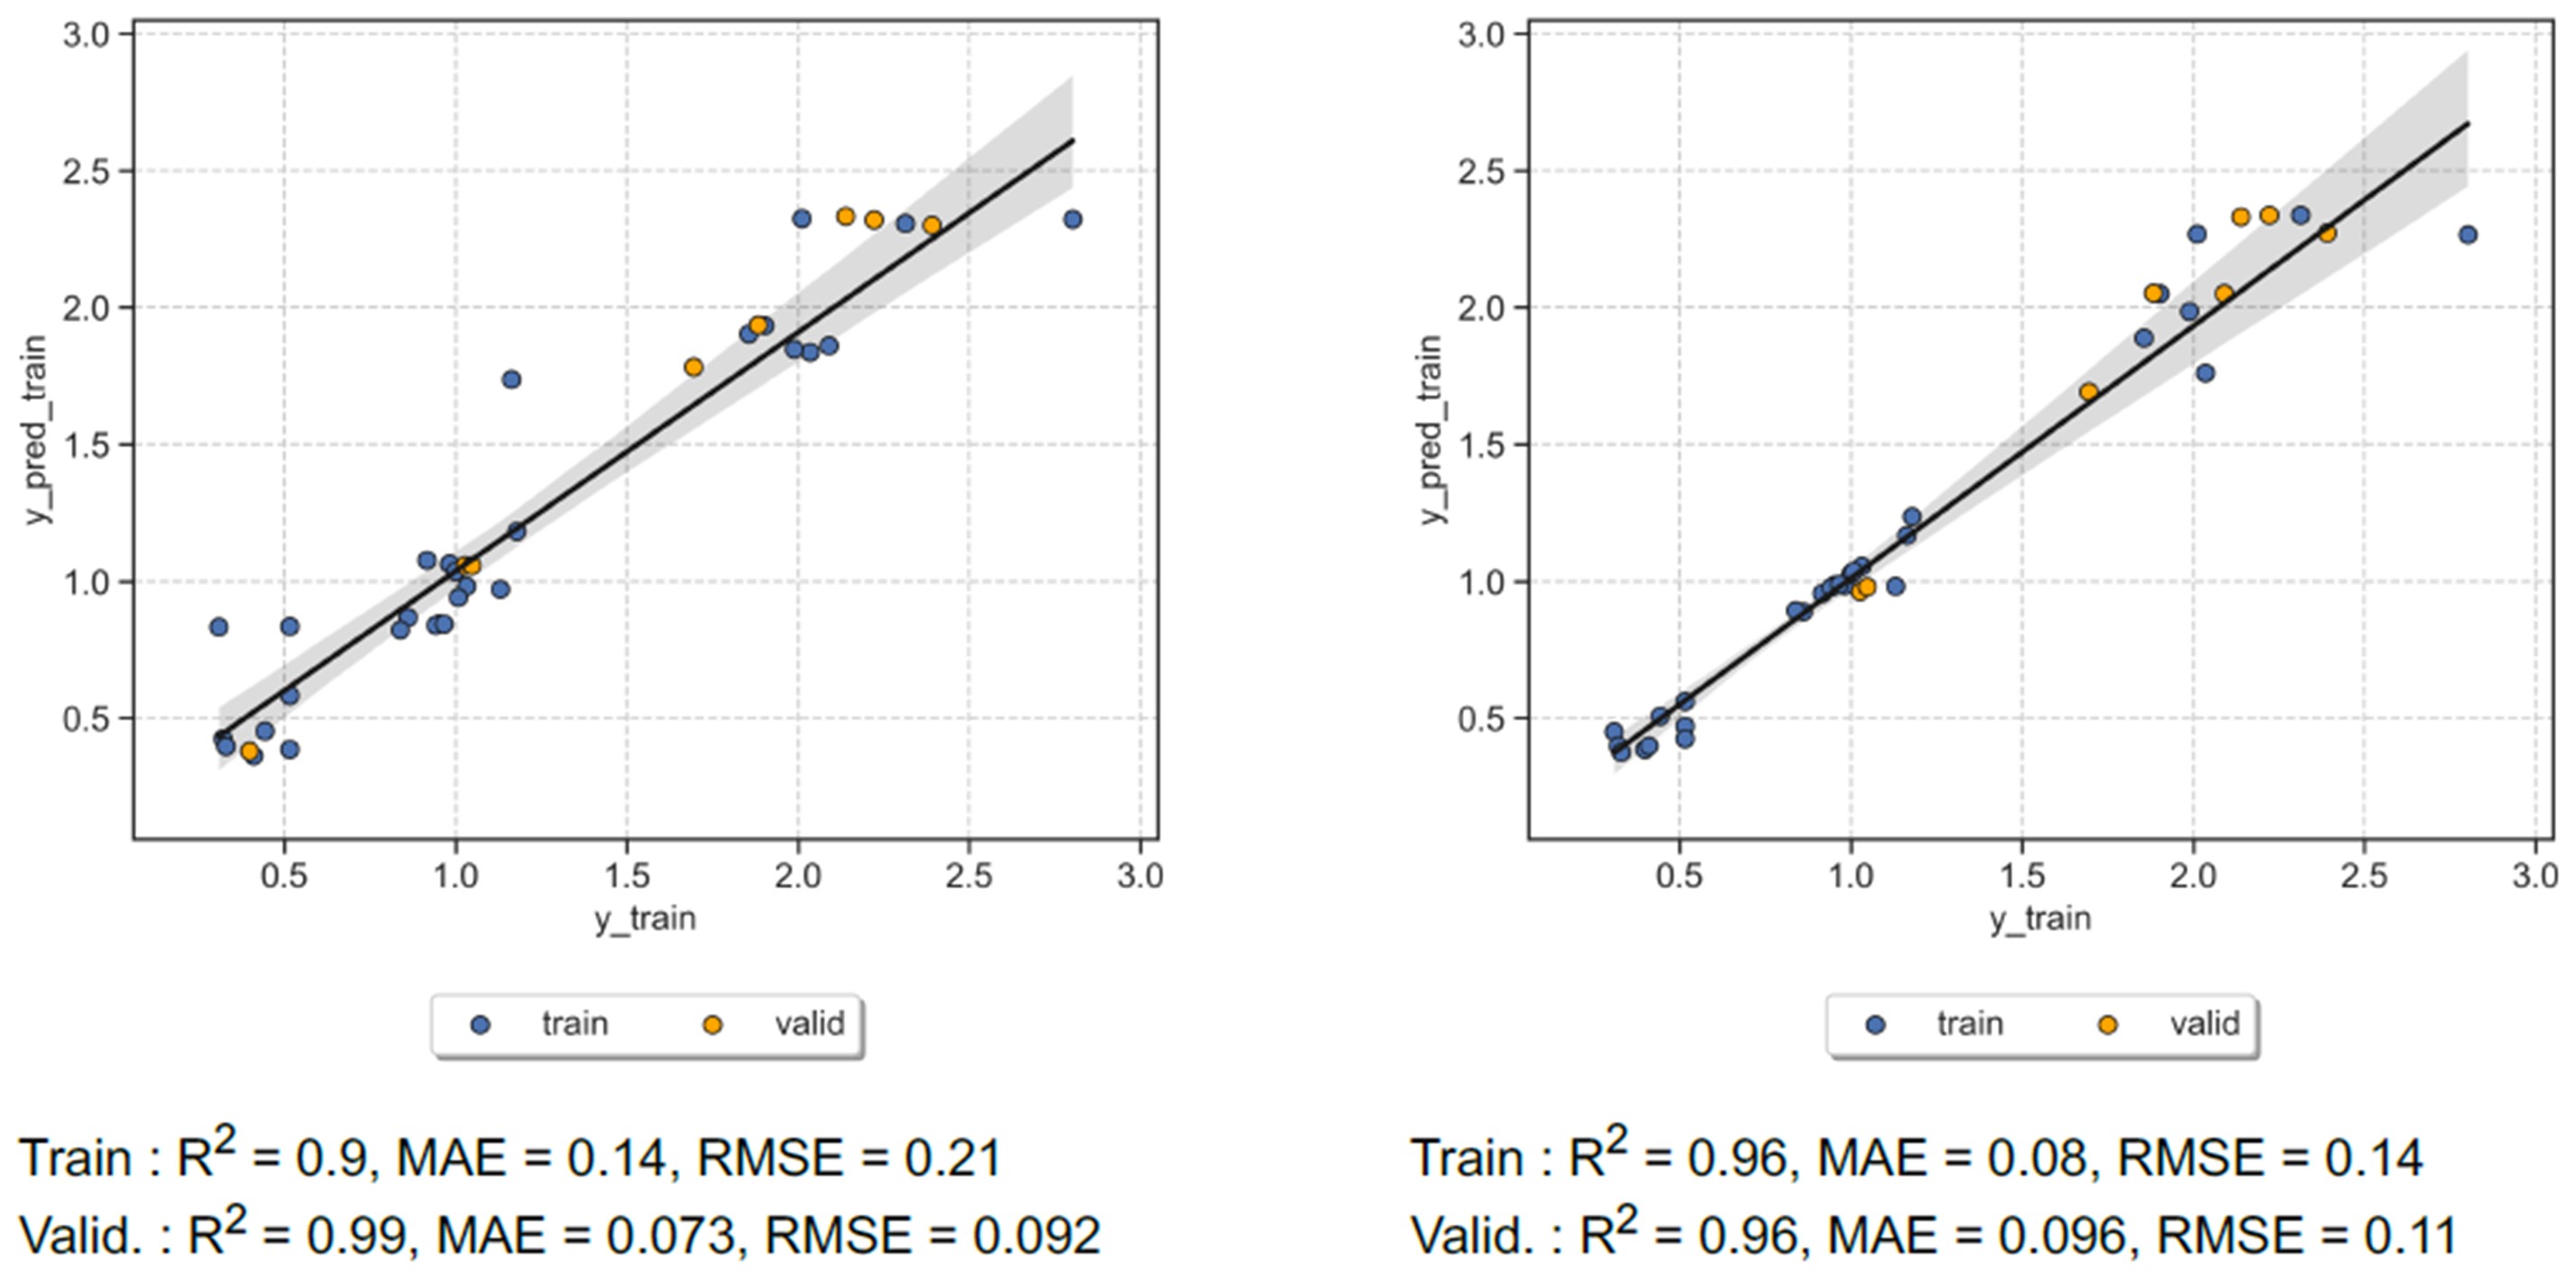 3.0
2.5
2.0
1.5
1.0
0.5
y_pred_train
0.5 1.0 1.5 2.0 2.5 3.0
y_train
train valid
Train : R² = 0.9, MAE = 0.14, RMSE = 0.21
Valid. : R² = 0.99, MAE = 0.073, RMSE = 0.092
3.0
2.5
2.0
1.5
1.0
0.5
y_pred_train
0.5 1.0 1.5 2.0 2.5 3.0
y_train
train valid
Train : R² = 0.96, MAE = 0.08, RMSE = 0.14
Valid. : R² = 0.96, MAE = 0.096, RMSE = 0.11